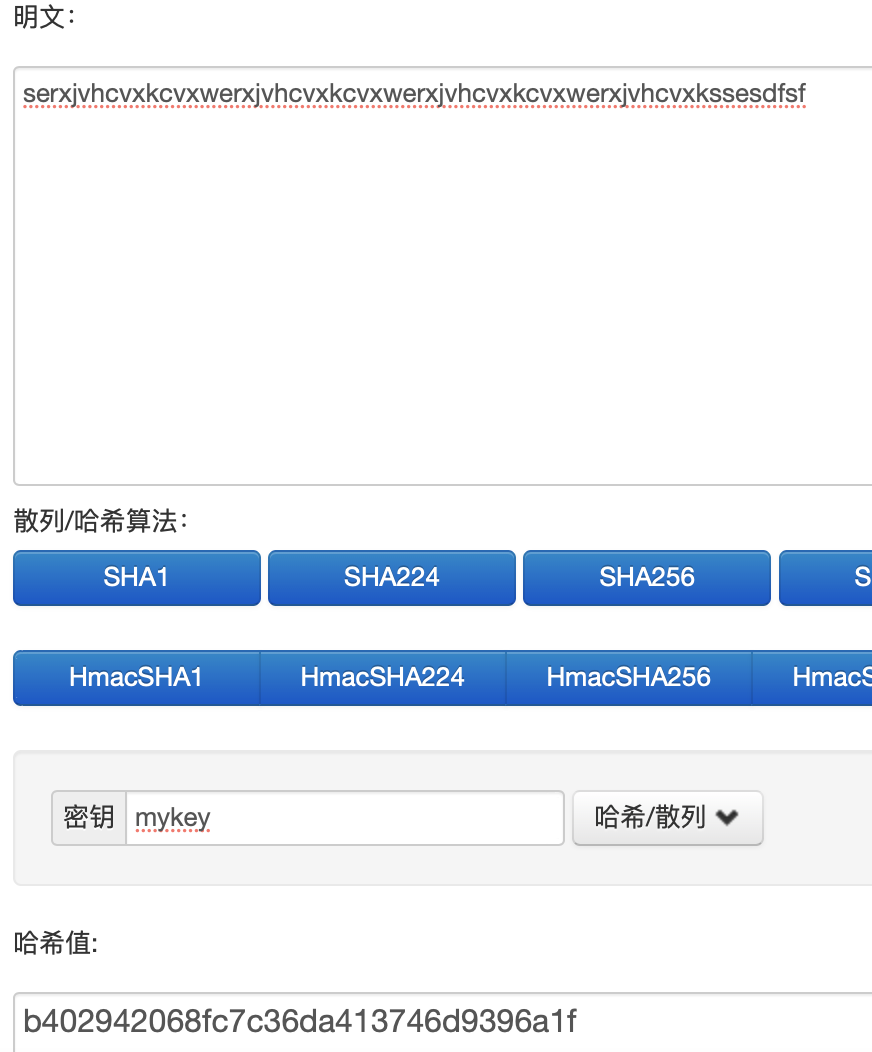 明文：
serxjvhcvxkcvxwerxjvhcvxkcvxwerxjvhcvxkcvxwerxjvhcvxkssesdfsf
散列/哈希算法：
SHA1 SHA224 SHA256 S
HmacSHA1 HmacSHA224 HmacSHA256 HmacS
密钥 mykey 哈希/散列
哈希值:
b402942068fc7c36da413746d9396a1f